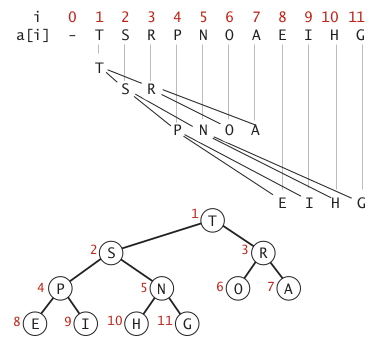 i 0 1 2 3 4 5 6 7 8 9 10 11
a[i] - T S R P N O A E I H G
T
S R
P N O A
E I H G
1 T
2 S 3 R
4 P 5 N 6 O 7 A
8 E 9 I 10 H 11 G